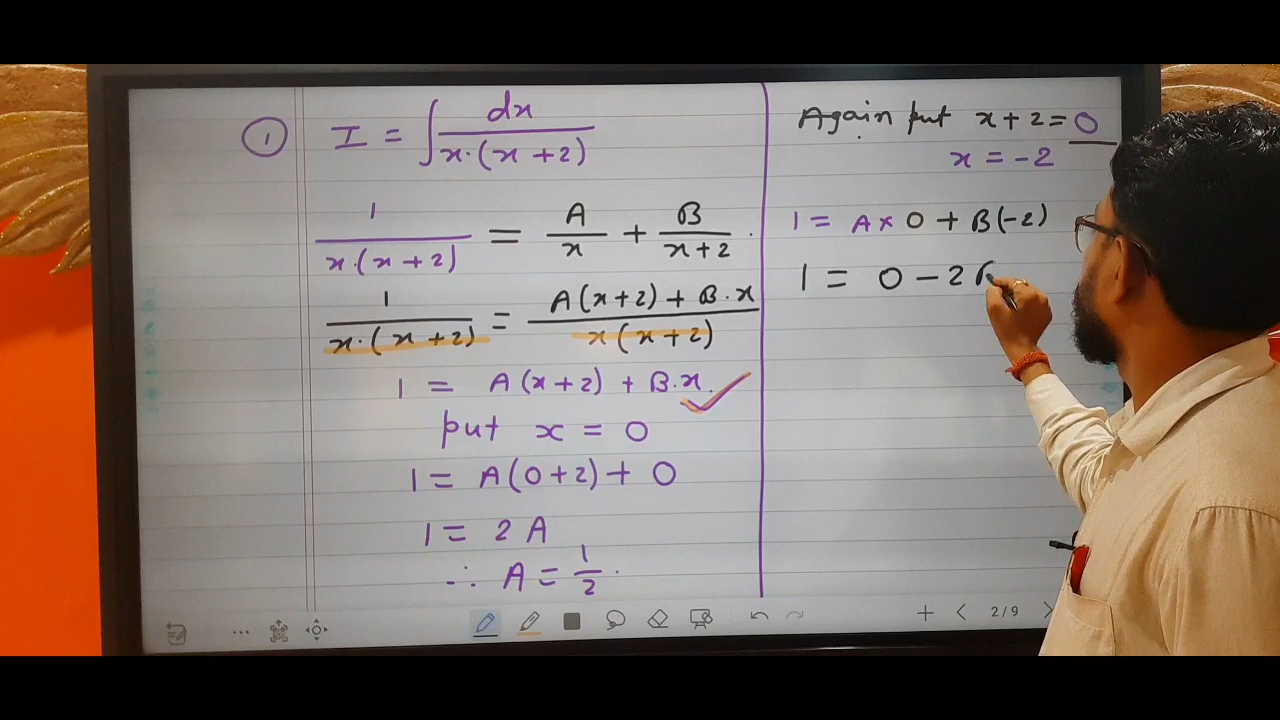 1
I = ∫ dx / x·(x+2)
1 / x·(x+2) = A / x + B / x+2 ·
1 / x·(x+2) = A(x+2) + B·x / x(x+2)
1 = A(x+2) + B·x.
put x = 0
1 = A(0+2) + 0
1 = 2A
∴ A = 1/2 ·
Again put x+2 = 0
x = -2
1 = A×0 + B(-2)
1 = 0 - 2
2/9